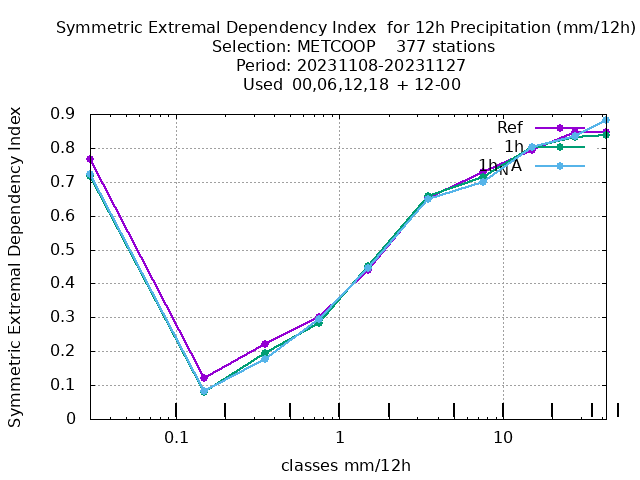 Symmetric Extremal Dependency Index  for 12h Precipitation (mm/12h)
Selection: METCOOP    377 stations
Period: 20231108-20231127
Used  00,06,12,18  + 12-00
Symmetric Extremal Dependency Index
0.9
0.8
0.7
0.6
0.5
0.4
0.3
0.2
0.1
0
Ref
1h
1h_NA
0.1
1
10
classes mm/12h